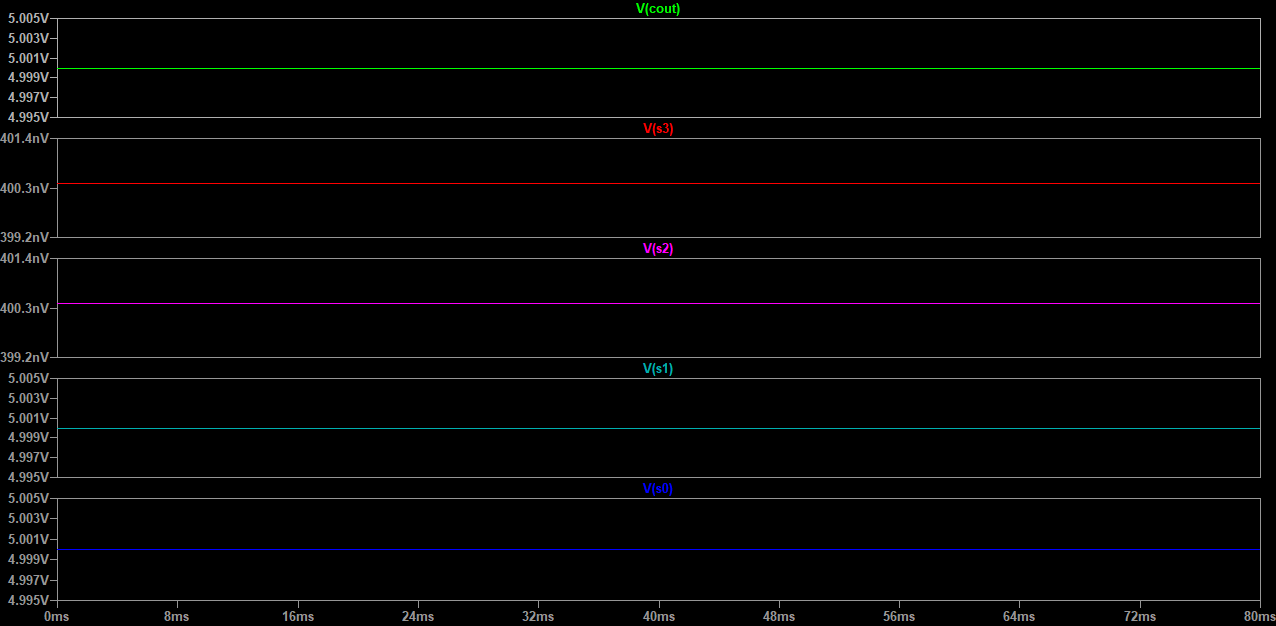 V(cout)
5.005V
5.003V
5.001V
4.999V
4.997V
4.995V
V(s3)
401.4nV
400.3nV
399.2nV
V(s2)
401.4nV
400.3nV
399.2nV
V(s1)
5.005V
5.003V
5.001V
4.999V
4.997V
4.995V
V(s0)
5.005V
5.003V
5.001V
4.999V
4.997V
4.995V
0ms 8ms 16ms 24ms 32ms 40ms 48ms 56ms 64ms 72ms 80ms